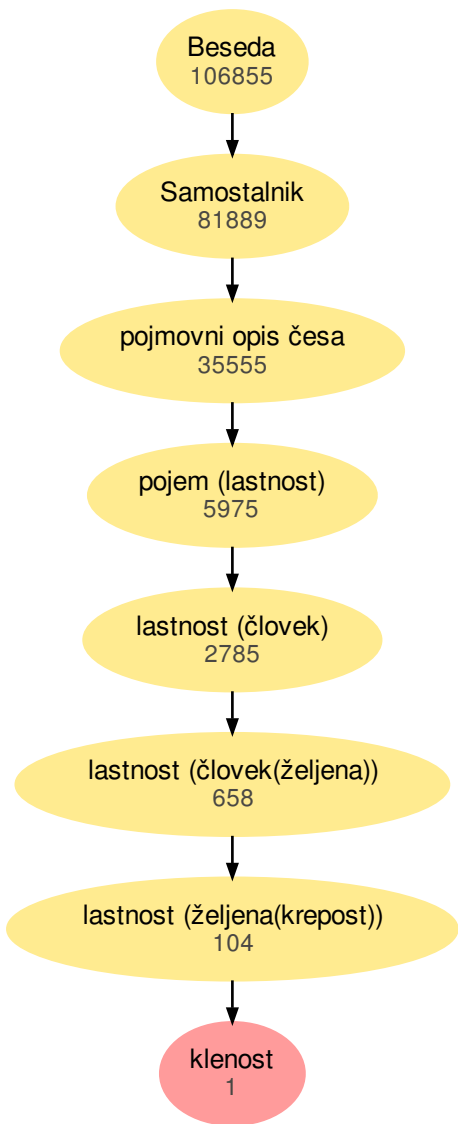 Beseda
106855
Samostalnik
81889
pojmovni opis česa
35555
pojem (lastnost)
5975
lastnost (človek)
2785
lastnost (človek(željena))
658
lastnost (željena(krepost))
104
klenost
1